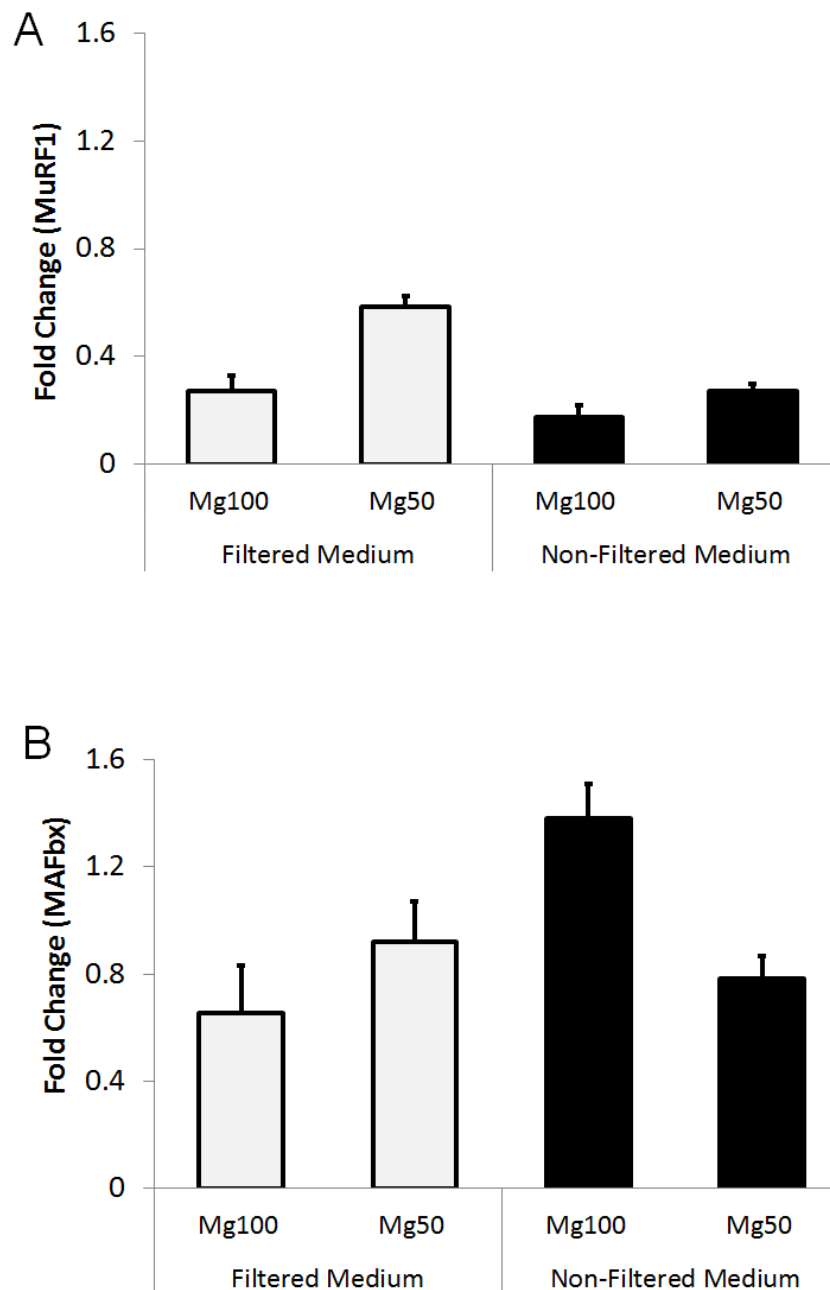 A
Fold Change (MuRF1)
1.6
1.2
0.8
0.4
0
Mg100 Mg50 Mg100 Mg50
Filtered Medium Non-Filtered Medium
B
Fold Change (MAFbx)
1.6
1.2
0.8
0.4
0
Mg100 Mg50 Mg100 Mg50
Filtered Medium Non-Filtered Medium